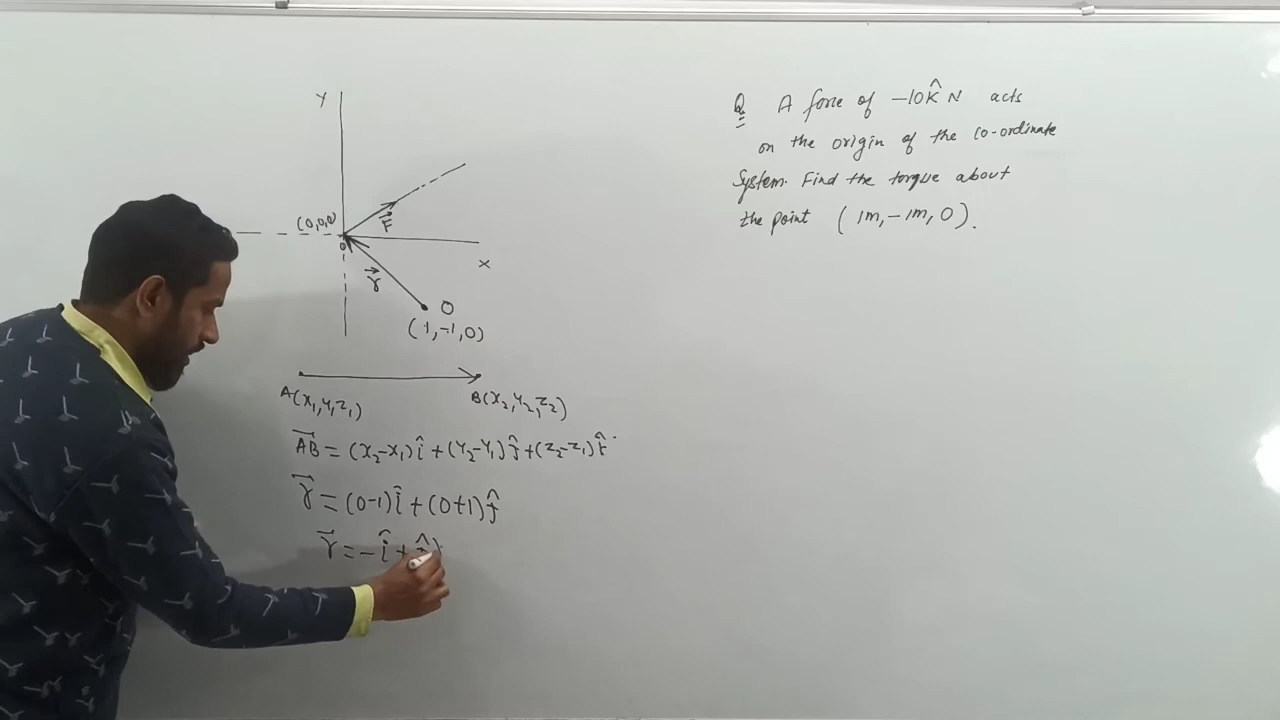 Y
(0,0,0)
F
0
X
r
O
(1,-1,0)
A(x₁,y₁,z₁)
B(x₂,y₂,z₂)
AB⃗ = (x₂-x₁)î+(y₂-y₁)ĵ+(z₂-z₁)k̂
r⃗ = (0-1)î+(0+1)ĵ
r⃗ = -î+
Q A force of -10k̂ N acts
on the origin of the co-ordinate
System. Find the torque about
the point (1m,-1m,0).